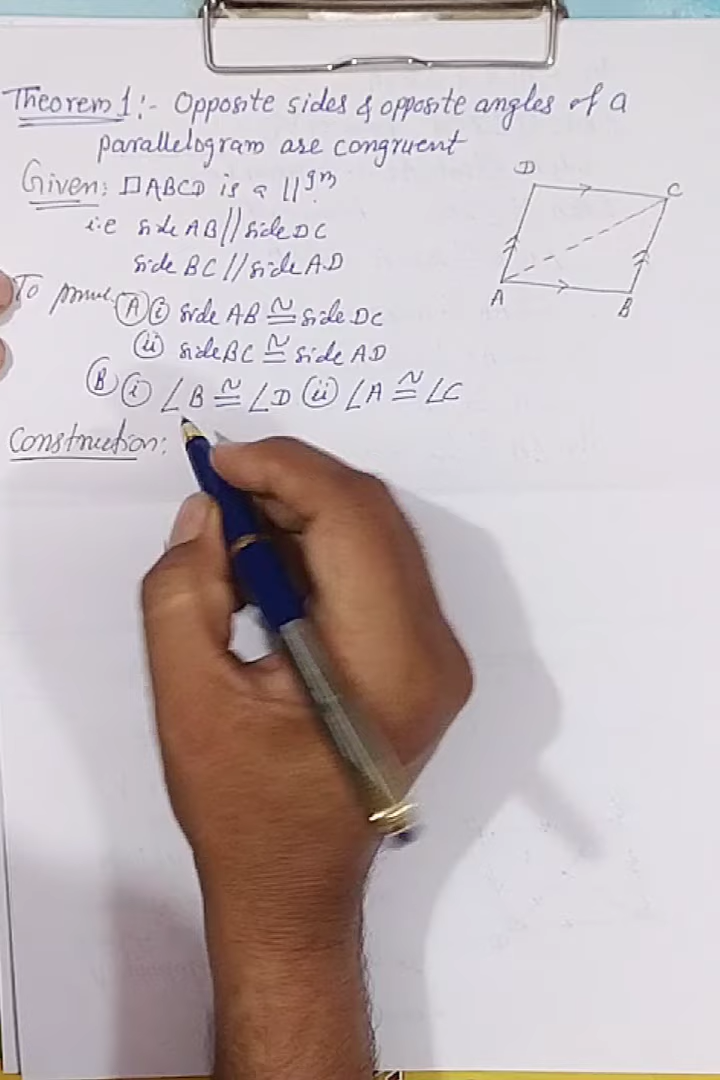 Theorem 1:- Opposite sides & opposite angles of a
parallelogram are congruent
Given: □ABCD is a ||gm
i.e side AB // side DC
side BC // side AD
To prove: (A) (i) side AB ≅ side DC
(ii) side BC ≅ side AD
(B) (i) ∠B ≅ ∠D (ii) ∠A ≅ ∠C
Construction:
D
C
A
B